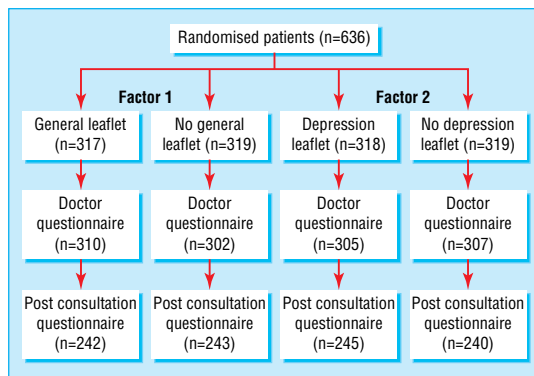 Randomised patients (n=636)
Factor 1
Factor 2
General leaflet
(n=317)
No general
leaflet (n=319)
Depression
leaflet (n=318)
No depression
leaflet (n=319)
Doctor
questionnaire
(n=310)
Doctor
questionnaire
(n=302)
Doctor
questionnaire
(n=305)
Doctor
questionnaire
(n=307)
Post consultation
questionnaire
(n=242)
Post consultation
questionnaire
(n=243)
Post consultation
questionnaire
(n=245)
Post consultation
questionnaire
(n=240)